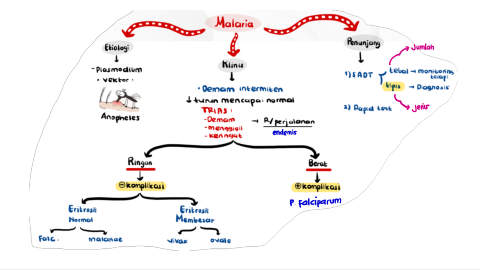 Malaria
Etiologi
- Plasmodium
• vektor :
Anopheles
Klinis
• Demam intermiten
↓ turun mencapai normal
TRIAS :
- Demam
- menggigil
- keringat
→ R/perjalanan
endemis
Penunjang
1) SADT
tebal → monitoring
terapi
tipis → Diagnosis
Jumlah
jenis
2) Rapid test
Ringan
⊖ komplikasi
Eritrosit
Normal
Falc.
malariae
Eritrosit
Membesar
vivax
ovale
Berat
⊕ komplikasi
P falciparum